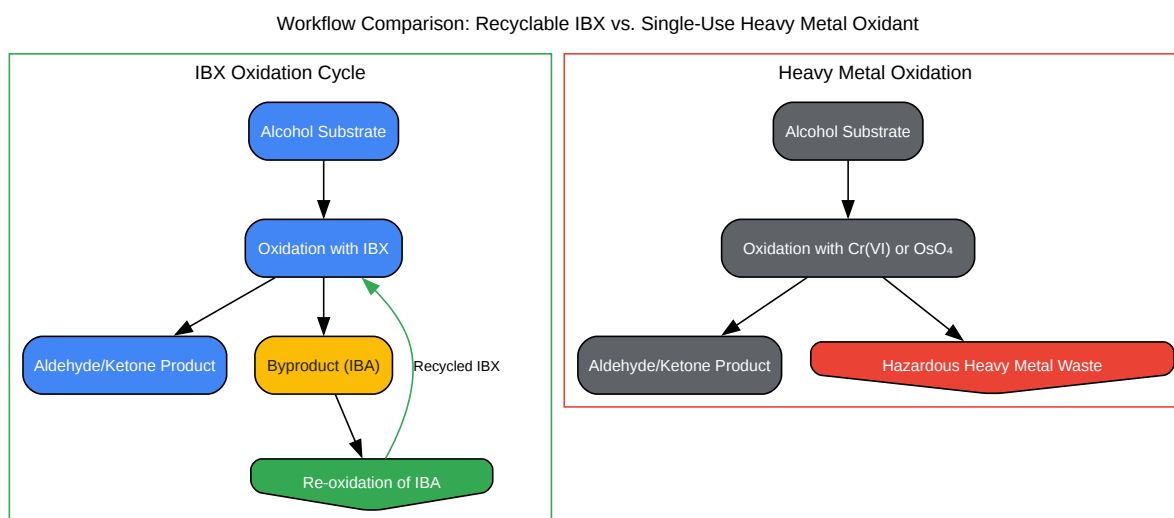 Workflow Comparison: Recyclable IBX vs. Single-Use Heavy Metal Oxidant
IBX Oxidation Cycle
Alcohol Substrate
Oxidation with IBX
Aldehyde/Ketone Product
Byproduct (IBA)
Recycled IBX
Re-oxidation of IBA
Heavy Metal Oxidation
Alcohol Substrate
Oxidation with Cr(VI) or OsO₄
Aldehyde/Ketone Product
Hazardous Heavy Metal Waste